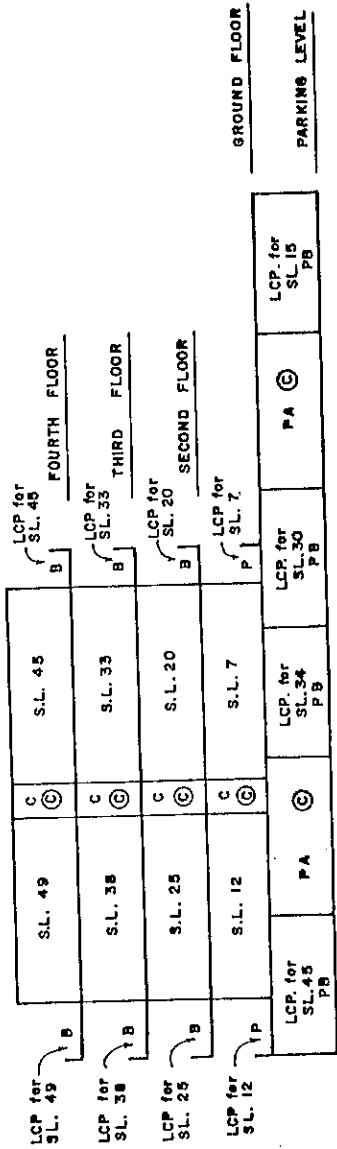 LCP for
SL. 49
B
S.L. 49
C
Ⓒ
S.L. 45
B
LCP for
SL. 45
FOURTH FLOOR
LCP for
SL. 38
B
S.L. 38
C
Ⓒ
S.L. 33
B
LCP for
SL. 33
THIRD FLOOR
LCP for
SL. 25
B
S.L. 25
C
Ⓒ
S.L. 20
B
LCP for
SL. 20
SECOND FLOOR
LCP for
SL. 12
P
S.L. 12
C
Ⓒ
S.L. 7
P
LCP for
SL. 7
GROUND FLOOR
LCP. for
SL.45
PB
PA
Ⓒ
LCP. for
SL.34
PB
LCP. for
SL.30
PB
PA Ⓒ
LCP. for
SL.15
PB
PARKING LEVEL